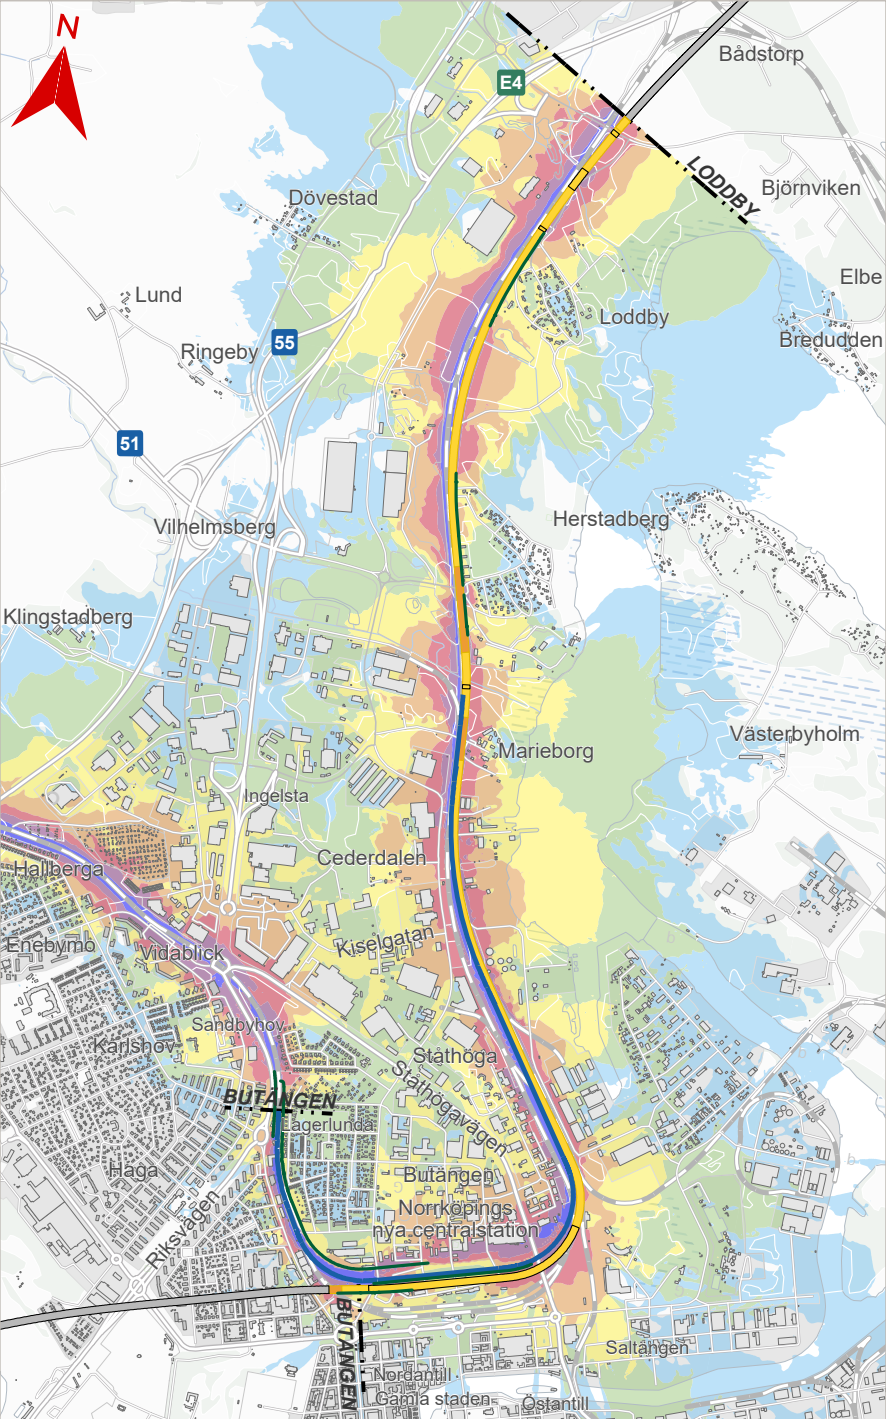 N
Bådstorp
E4
LODDBY
Björnviken
Dövestad
Elbe
Lund
Loddby
55
Ringeby
Bredudden
51
Vilhelmsberg
Herstadberg
Klingstadberg
Västerbyholm
Marieborg
Ingelsta
Cederdalen
Hallberga
Kiselgatan
Enebymo
Vidablick
Sandbyhov
Karlshov
Ståthöga
Ståthögavägen
BUTÄNGEN
Lagerlunda
Haga
Butängen
Riksvägen
Norrköpings
nya centralstation
BUTÄNGEN
Saltängen
Nordantill
Gamla staden
Östantill